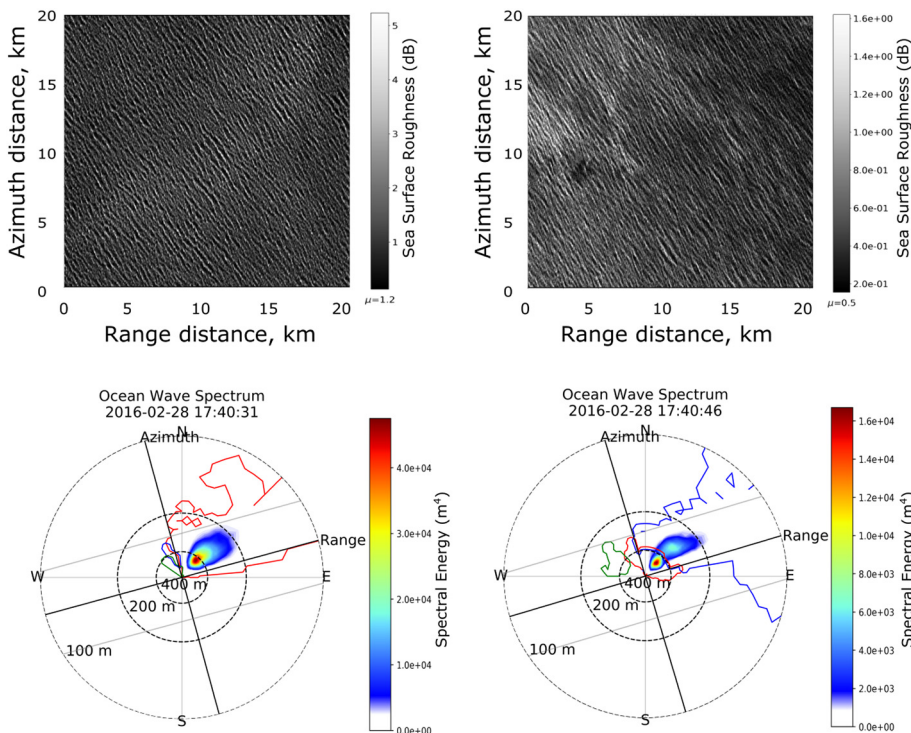 20
15
10
5
0
Azimuth distance, km
0 5 10 15 20
Range distance, km
5
4
3
2
1
Sea Surface Roughness (dB)
μ=1.2
20
15
10
5
0
Azimuth distance, km
0 5 10 15 20
Range distance, km
1.6e+00
1.4e+00
1.2e+00
1.0e+00
8.0e-01
6.0e-01
4.0e-01
2.0e-01
Sea Surface Roughness (dB)
μ=0.5
Ocean Wave Spectrum
2016-02-28 17:40:31
N
Azimuth
Range
W
E
400 m
200 m
100 m
S
4.0e+04
3.0e+04
2.0e+04
1.0e+04
0.0e+00
Spectral Energy (m⁴)
Ocean Wave Spectrum
2016-02-28 17:40:46
N
Azimuth
Range
W
E
400 m
200 m
100 m
S
1.6e+04
1.4e+04
1.2e+04
1.0e+04
8.0e+03
6.0e+03
4.0e+03
2.0e+03
0.0e+00
Spectral Energy (m⁴)